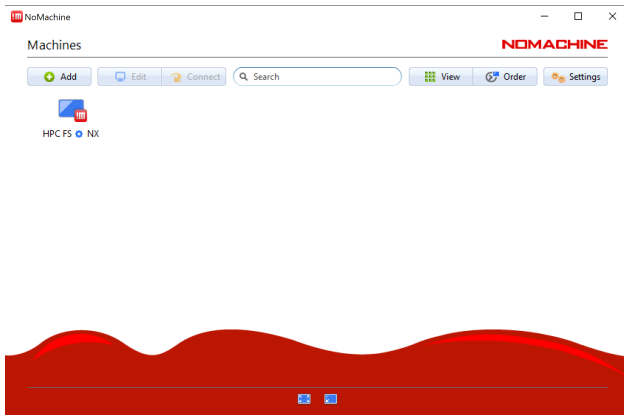 !m NoMachine
Machines NOMACHINE
Add Edit Connect Search View Order Settings
!m
HPC FS NX